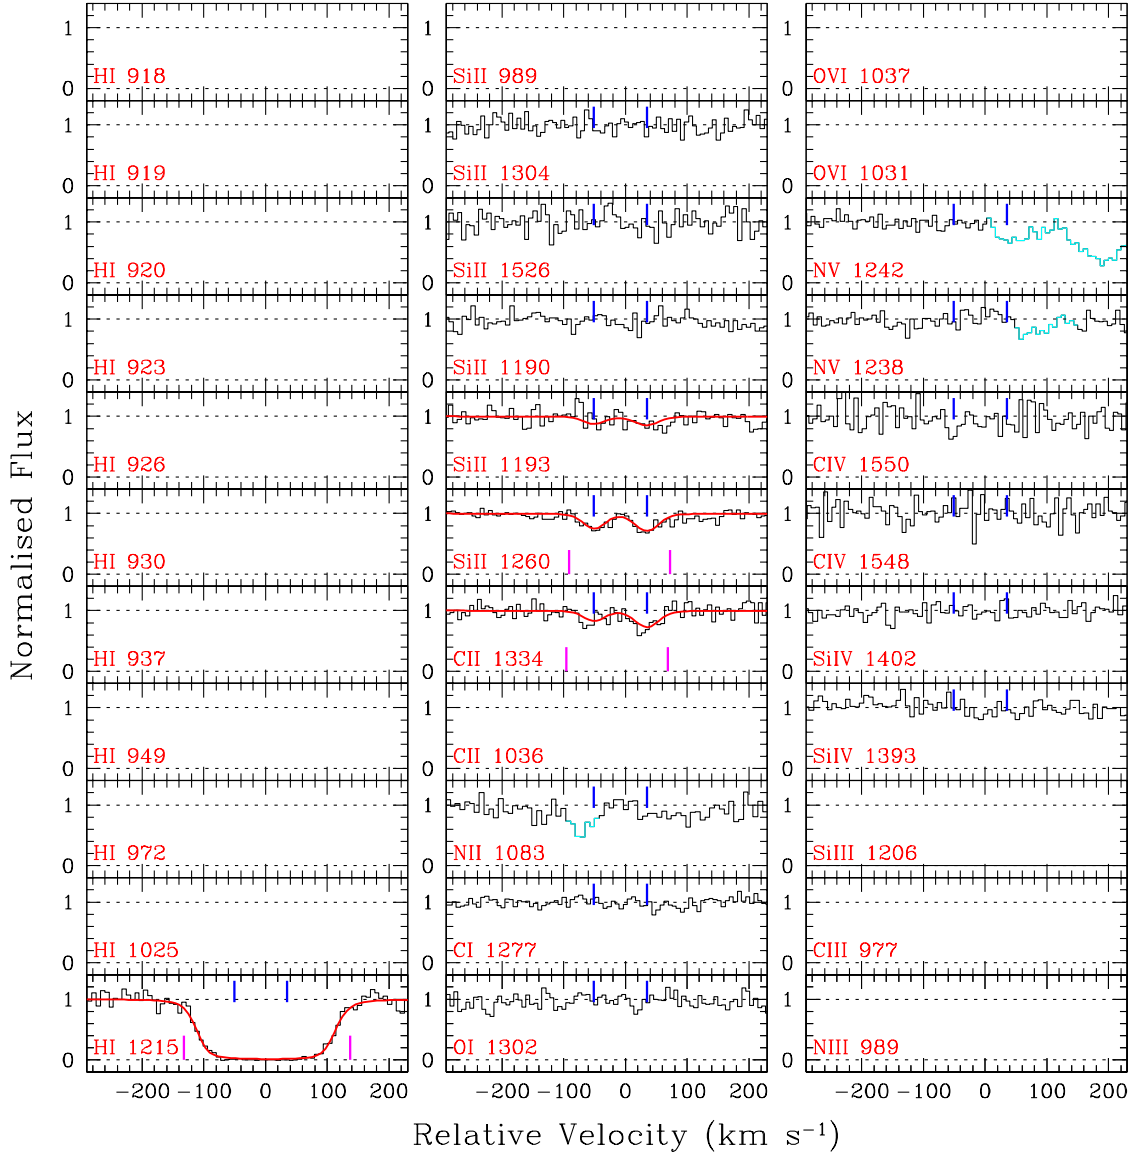 Normalised Flux
1
0
HI 918
1
0
HI 919
1
0
HI 920
1
0
HI 923
1
0
HI 926
1
0
HI 930
1
0
HI 937
1
0
HI 949
1
0
HI 972
1
0
HI 1025
1
0
HI 1215
−200 −100 0 100 200
1
0
SiII 989
1
0
SiII 1304
1
0
SiII 1526
1
0
SiII 1190
1
0
SiII 1193
1
0
SiII 1260
1
0
CII 1334
1
0
CII 1036
1
0
NII 1083
1
0
CI 1277
1
0
OI 1302
−200 −100 0 100 200
1
0
OVI 1037
1
0
OVI 1031
1
0
NV 1242
1
0
NV 1238
1
0
CIV 1550
1
0
CIV 1548
1
0
SiIV 1402
1
0
SiIV 1393
1
0
SiIII 1206
1
0
CIII 977
1
0
NIII 989
−200 −100 0 100 200
Relative Velocity (km s⁻¹)